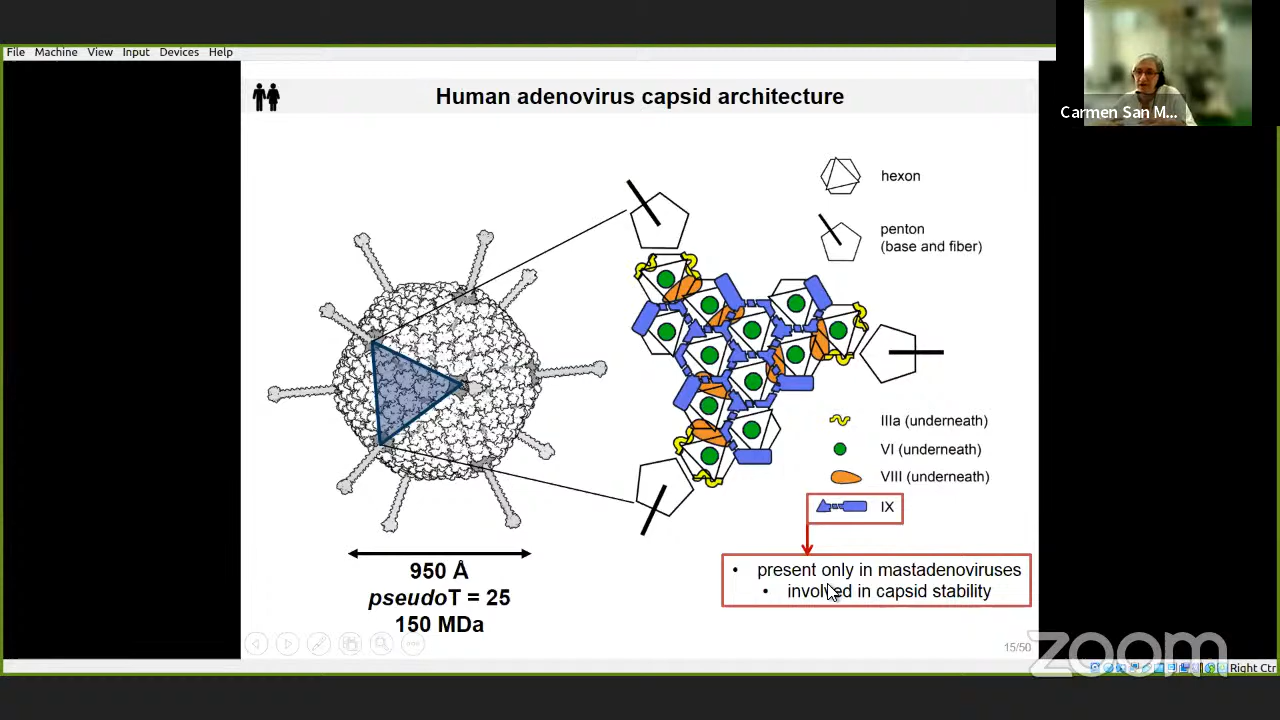 File Machine View Input Devices Help
Carmen San M...
Human adenovirus capsid architecture
hexon
penton
(base and fiber)
IIIa (underneath)
VI (underneath)
VIII (underneath)
IX
• present only in mastadenoviruses
• involved in capsid stability
950 Å
pseudoT = 25
150 MDa
15/50
zoom
Right Ctr